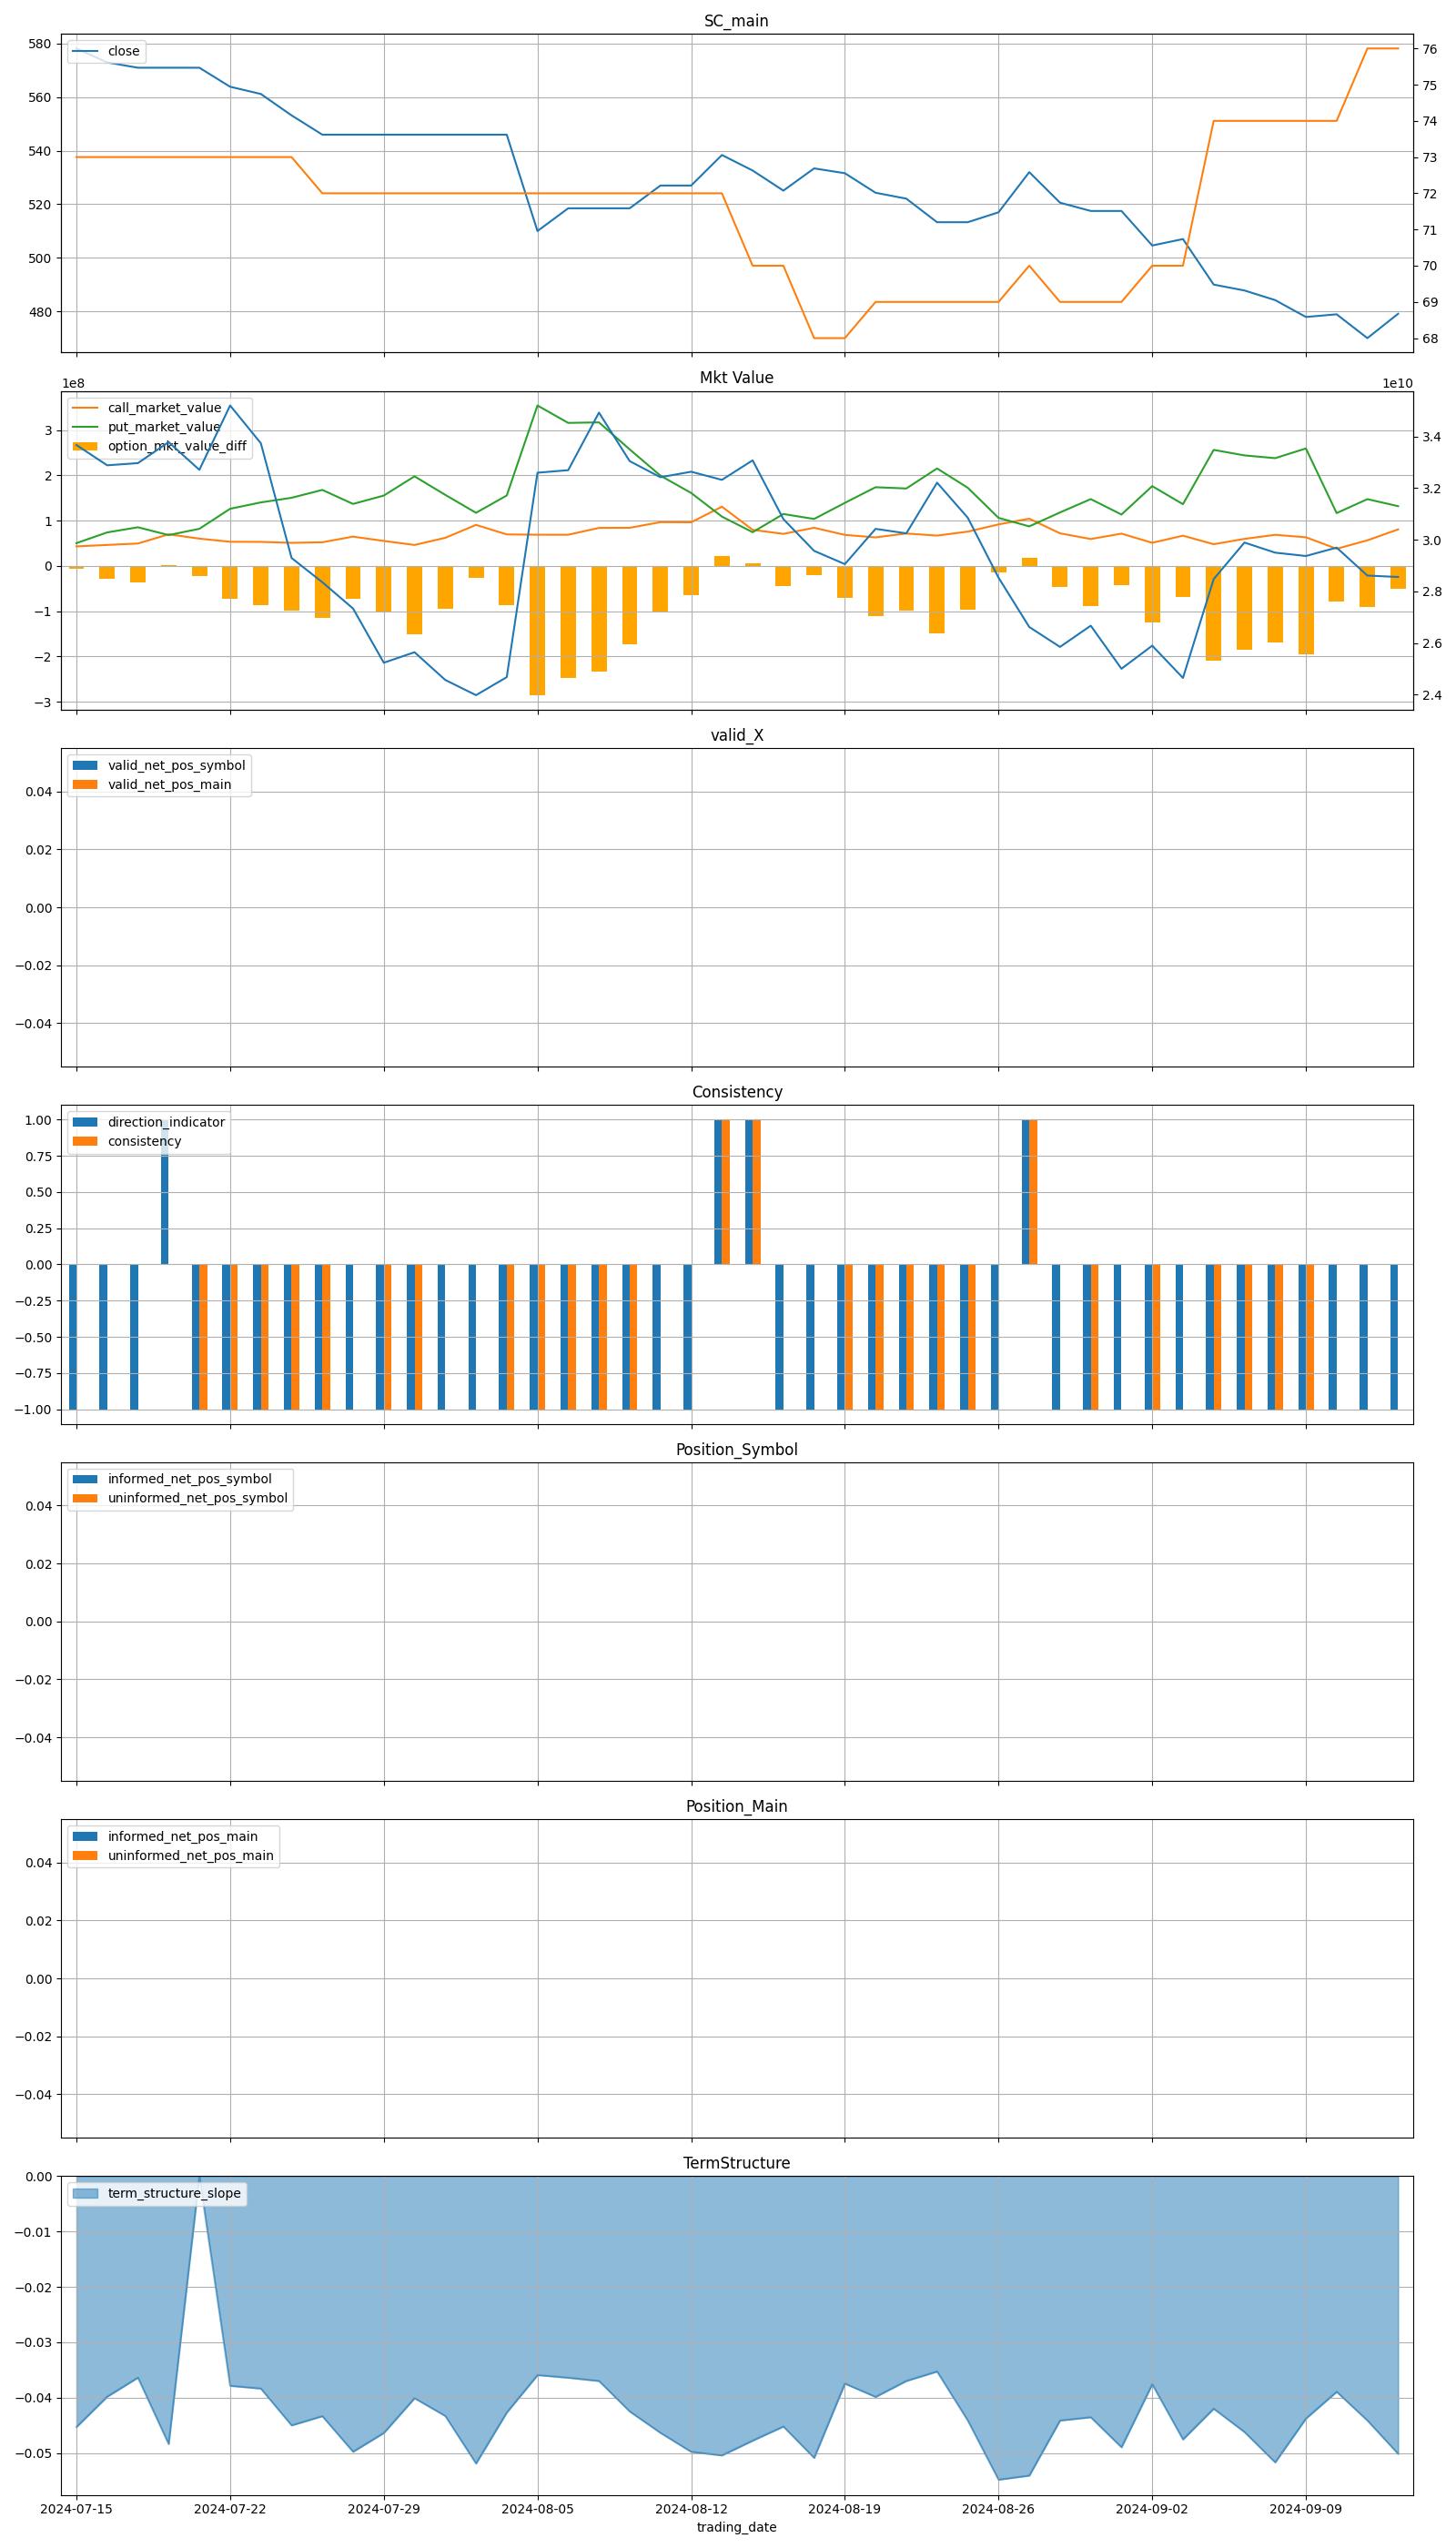 SC_main
close
580
560
540
520
500
480
76
75
74
73
72
71
70
69
68
Mkt Value
1e8
1e10
call_market_value
put_market_value
option_mkt_value_diff
3
2
1
0
−1
−2
−3
3.4
3.2
3.0
2.8
2.6
2.4
valid_X
valid_net_pos_symbol
valid_net_pos_main
0.04
0.02
0.00
−0.02
−0.04
Consistency
direction_indicator
consistency
1.00
0.75
0.50
0.25
0.00
−0.25
−0.50
−0.75
−1.00
Position_Symbol
informed_net_pos_symbol
uninformed_net_pos_symbol
0.04
0.02
0.00
−0.02
−0.04
Position_Main
informed_net_pos_main
uninformed_net_pos_main
0.04
0.02
0.00
−0.02
−0.04
TermStructure
term_structure_slope
0.00
−0.01
−0.02
−0.03
−0.04
−0.05
2024-07-15 2024-07-22 2024-07-29 2024-08-05 2024-08-12 2024-08-19 2024-08-26 2024-09-02 2024-09-09
trading_date